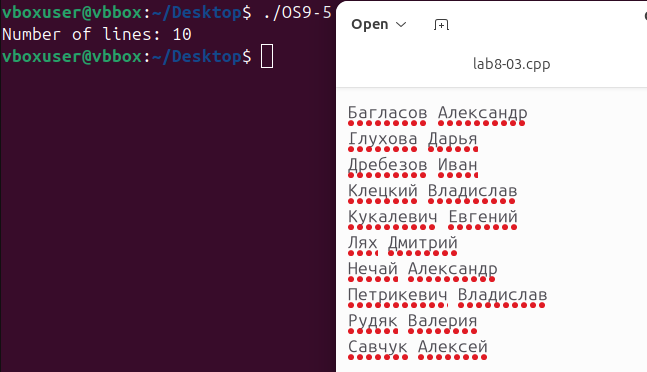 vboxuser@vbbox:~/Desktop$ ./OS9-5
Number of lines: 10
vboxuser@vbbox:~/Desktop$
Open
lab8-03.cpp
Багласов Александр
Глухова Дарья
Дребезов Иван
Клецкий Владислав
Кукалевич Евгений
Лях Дмитрий
Нечай Александр
Петрикевич Владислав
Рудяк Валерия
Савчук Алексей